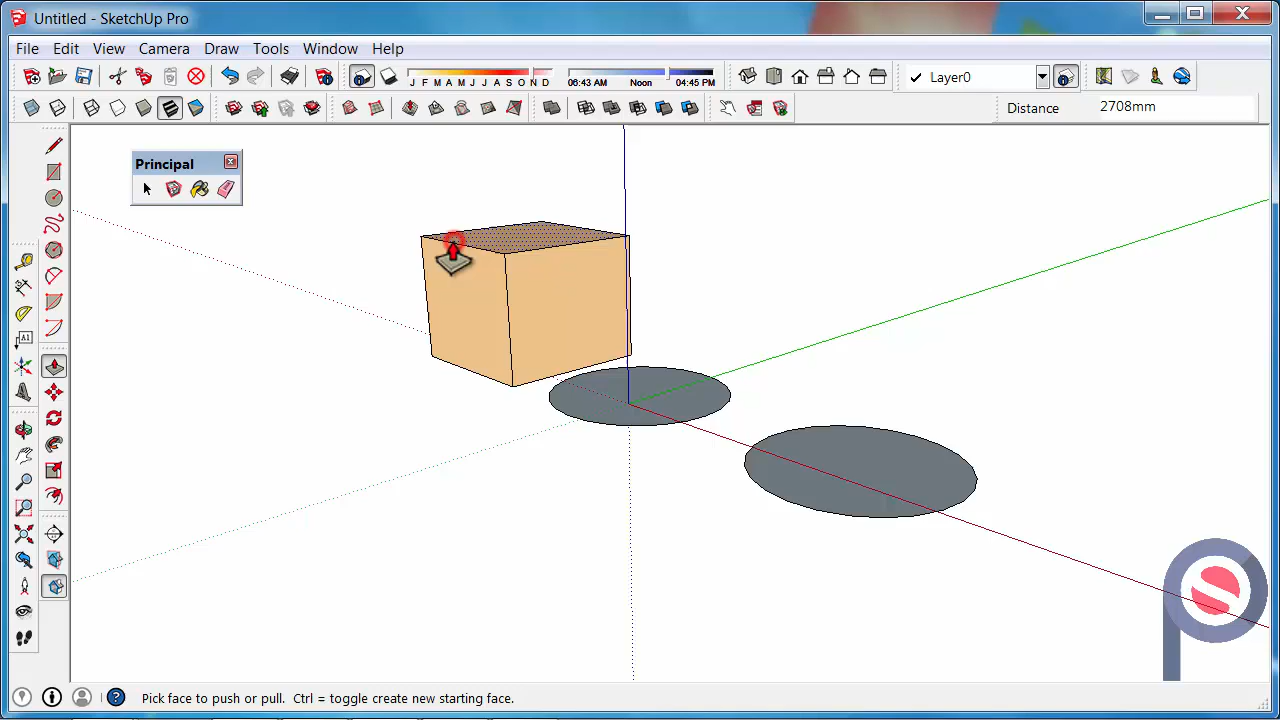 Untitled - SketchUp Pro
File Edit View Camera Draw Tools Window Help
J F M A M J J A S O N D
06:43 AM Noon 04:45 PM
Layer0
Distance 2708mm
Principal
A1
Pick face to push or pull. Ctrl = toggle create new starting face.